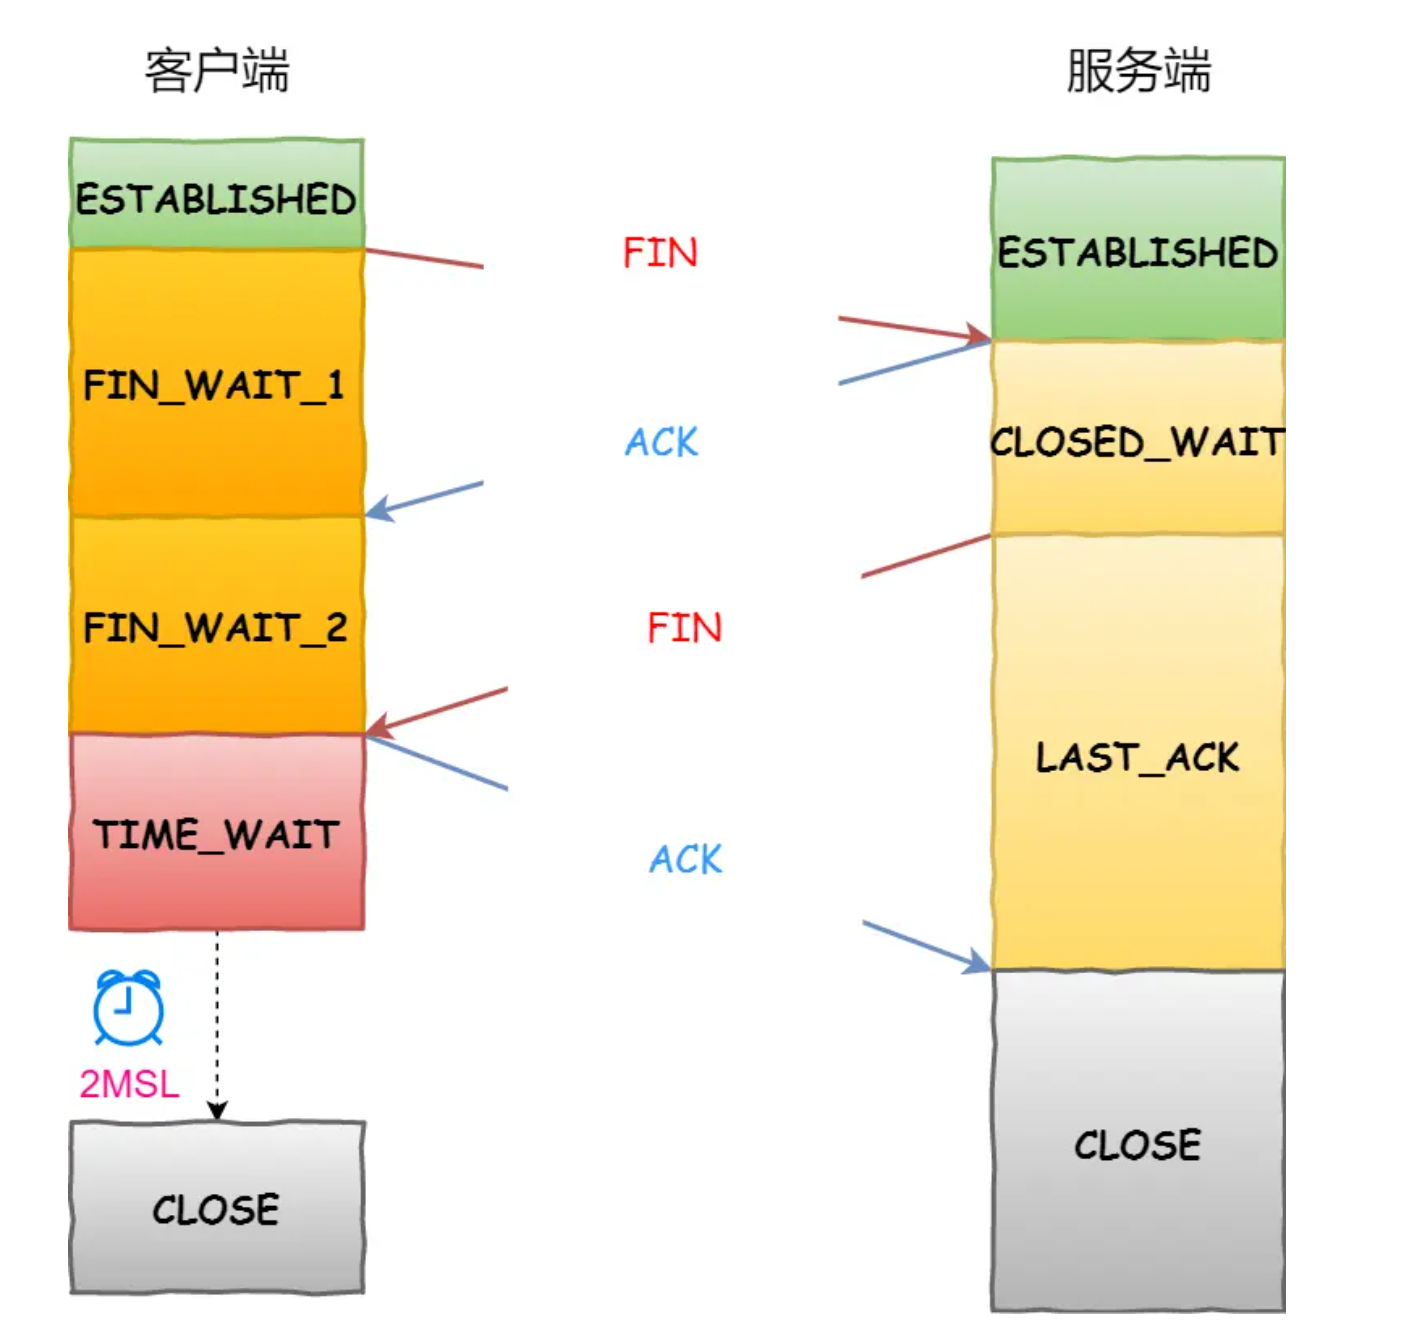 客户端
服务端
ESTABLISHED
FIN
ESTABLISHED
FIN_WAIT_1
ACK
CLOSED_WAIT
FIN_WAIT_2
FIN
LAST_ACK
TIME_WAIT
ACK
2MSL
CLOSE
CLOSE